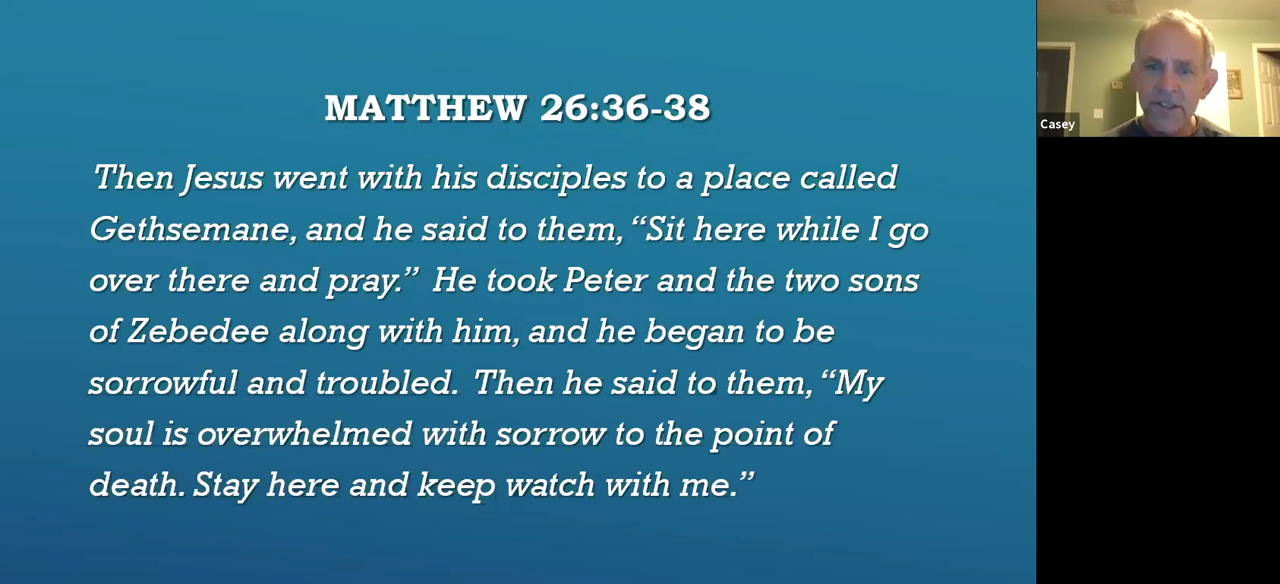 MATTHEW 26:36-38
Then Jesus went with his disciples to a place called
Gethsemane, and he said to them, “Sit here while I go
over there and pray.”  He took Peter and the two sons
of Zebedee along with him, and he began to be
sorrowful and troubled.  Then he said to them, “My
soul is overwhelmed with sorrow to the point of
death. Stay here and keep watch with me.”
Casey